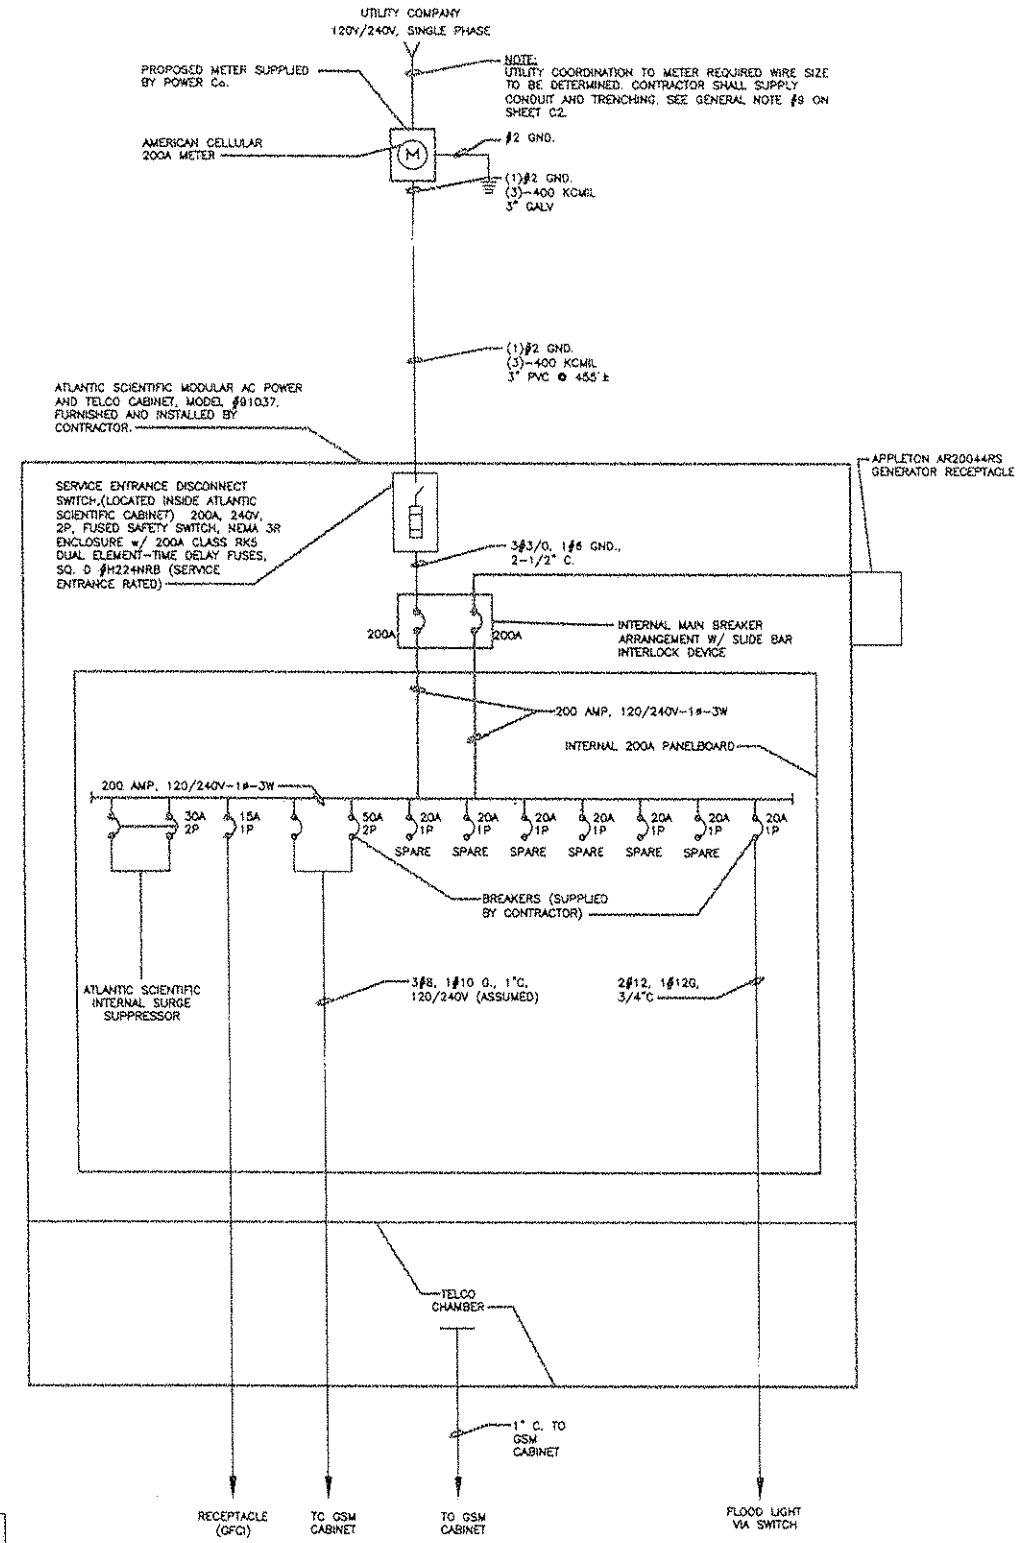 UTILITY COMPANY
120V/240V, SINGLE PHASE
NOTE:
UTILITY COORDINATION TO METER REQUIRED WIRE SIZE
TO BE DETERMINED. CONTRACTOR SHALL SUPPLY
CONDUIT AND TRENCHING. SEE GENERAL NOTE #9 ON
SHEET C2.
PROPOSED METER SUPPLIED
BY POWER Co.
AMERICAN CELLULAR
200A METER
M
#2 GND.
(1)#2 GND.
(3)-400 KCMIL
3" GALV
(1)#2 GND.
(3)-400 KCMIL
3" PVC @ 455'±
ATLANTIC SCIENTIFIC MODULAR AC POWER
AND TELCO CABINET, MODEL #91037.
FURNISHED AND INSTALLED BY
CONTRACTOR.
APPLETON AR20044RS
GENERATOR RECEPTACLE
SERVICE ENTRANCE DISCONNECT
SWITCH,(LOCATED INSIDE ATLANTIC
SCIENTIFIC CABINET) 200A, 240V,
2P, FUSED SAFETY SWITCH, NEMA 3R
ENCLOSURE w/ 200A CLASS RK5
DUAL ELEMENT-TIME DELAY FUSES,
SQ. D #H224NRB (SERVICE
ENTRANCE RATED)
3#3/0, 1#6 GND.,
2-1/2" C.
200A
200A
INTERNAL MAIN BREAKER
ARRANGEMENT W/ SLIDE BAR
INTERLOCK DEVICE
200 AMP, 120/240V-1ø-3W
INTERNAL 200A PANELBOARD
200 AMP, 120/240V-1ø-3W
30A
2P
15A
1P
50A
2P
20A
1P
SPARE
20A
1P
SPARE
20A
1P
SPARE
20A
1P
SPARE
20A
1P
SPARE
20A
1P
SPARE
20A
1P
BREAKERS (SUPPLIED
BY CONTRACTOR)
ATLANTIC SCIENTIFIC
INTERNAL SURGE
SUPPRESSOR
3#8, 1#10 G., 1"C,
120/240V (ASSUMED)
2#12, 1#12G,
3/4"C
TELCO
CHAMBER
1" C. TO
GSM
CABINET
RECEPTACLE
(GFCI)
TO GSM
CABINET
TO GSM
CABINET
FLOOD LIGHT
VIA SWITCH